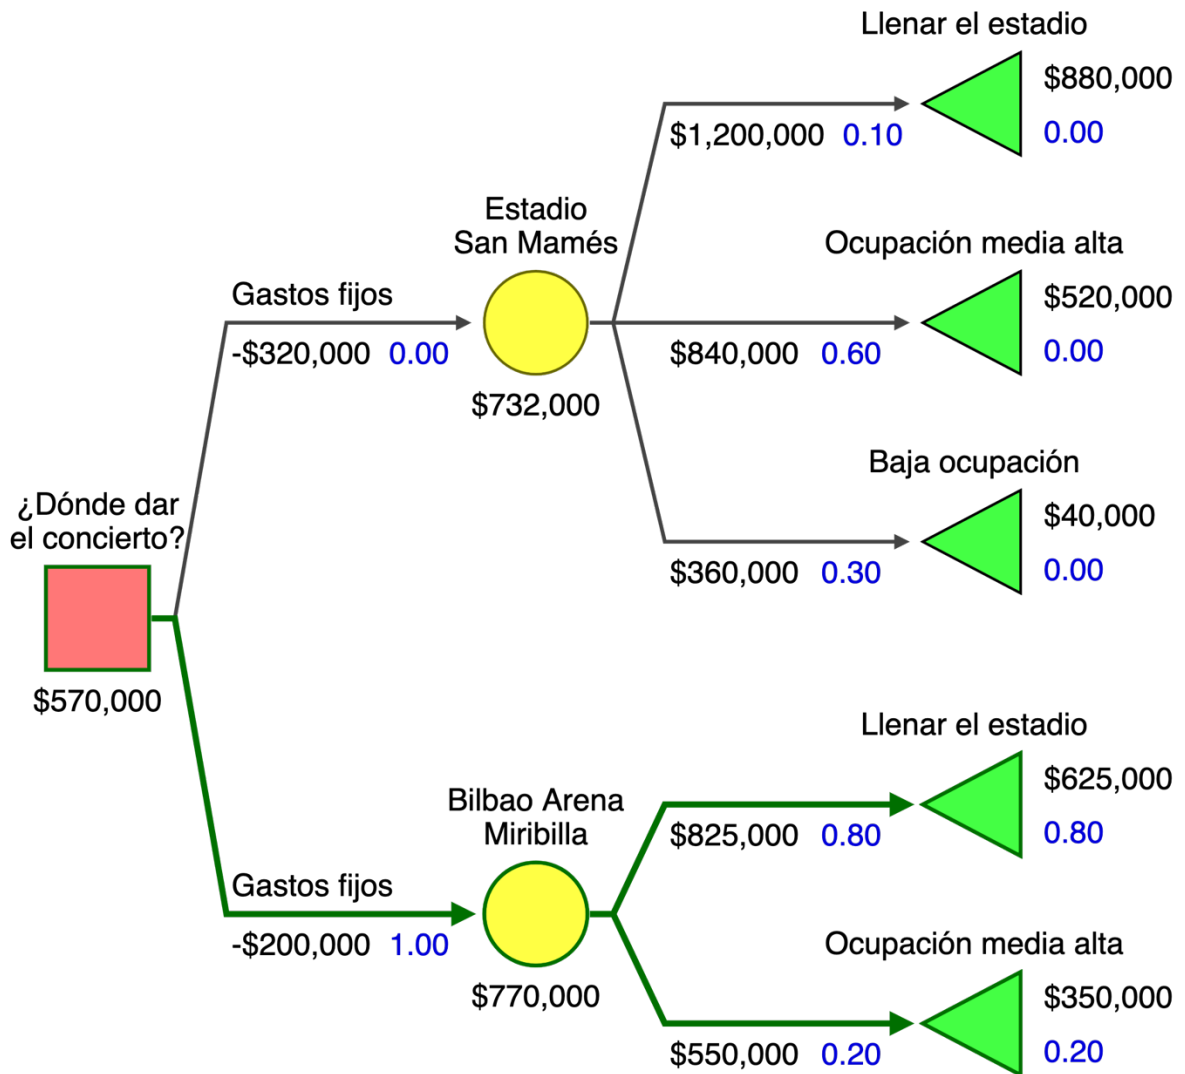 Llenar el estadio
$880,000
$1,200,000 0.10
0.00
Estadio
San Mamés
Ocupación media alta
Gastos fijos
$520,000
-$320,000 0.00
$840,000 0.60
0.00
$732,000
Baja ocupación
¿Dónde dar
el concierto?
$40,000
$360,000 0.30
0.00
$570,000
Llenar el estadio
$625,000
Bilbao Arena
Miribilla
$825,000 0.80
0.80
Gastos fijos
-$200,000 1.00
Ocupación media alta
$770,000
$350,000
$550,000 0.20
0.20